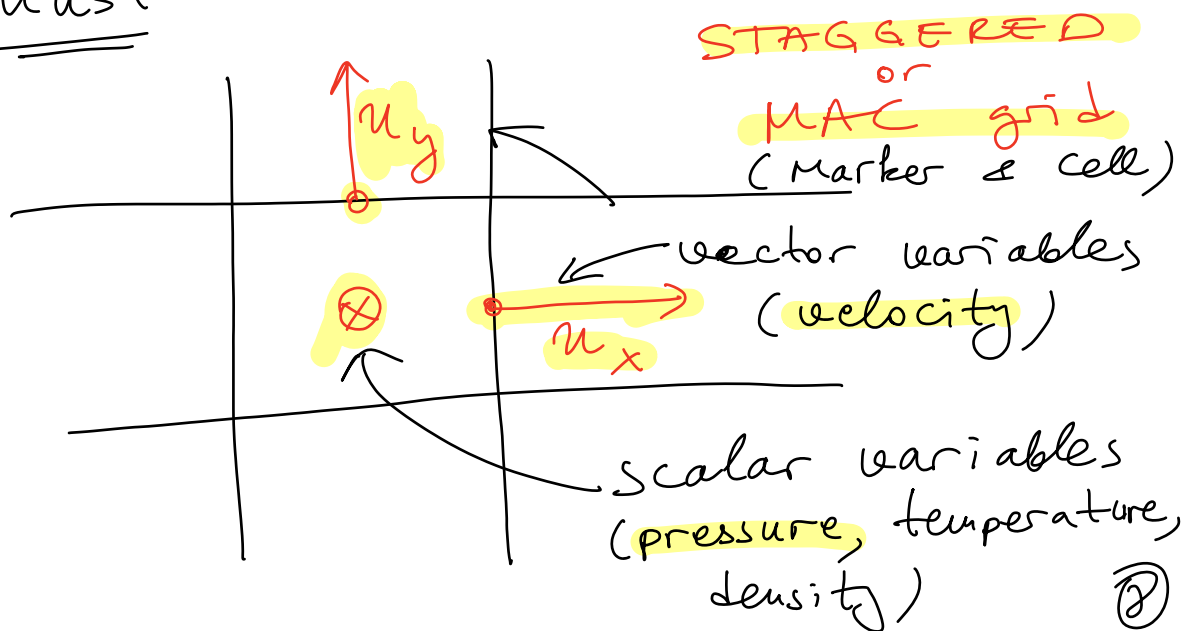 STAGGERED
or
MAC grid
(Marker & cell)
u_y
vector variables
(velocity)
u_x
scalar variables
(pressure, temperature,
density)